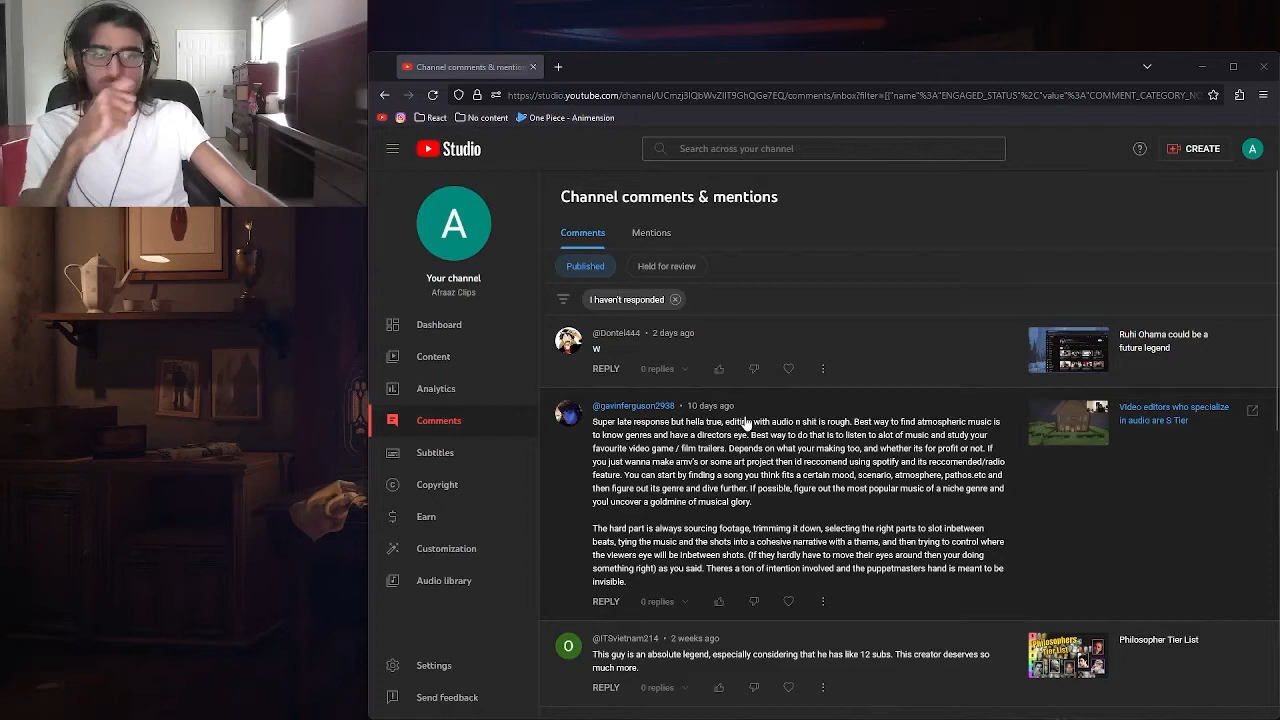 Channel comments & mentio
https://studio.youtube.com/channel/UCmzj3IQbWvZIIT9GhQGe7EQ/comments/inbox?filter=[{"name"%3A"ENGAGED_STATUS"%2C"value"%3A"COMMENT_CATEGORY_NC
React
No content
One Piece - Animension
Studio
Search across your channel
CREATE
A
A
Your channel
Afraaz Clips
Dashboard
Content
Analytics
Comments
Subtitles
Copyright
Earn
Customization
Audio library
Settings
Send feedback
Channel comments & mentions
Comments
Mentions
Published
Held for review
I haven't responded
@Dontel444 • 2 days ago
W
REPLY 0 replies
Ruhi Ohama could be a
future legend
@gavinferguson2938 • 10 days ago
Super late response but hella true, editing with audio n shit is rough. Best way to find atmospheric music is
to know genres and have a directors eye. Best way to do that is to listen to alot of music and study your
favourite video game / film trailers. Depends on what your making too, and whether its for profit or not. If
you just wanna make amv's or some art project then id reccomend using spotify and its reccomended/radio
feature. You can start by finding a song you think fits a certain mood, scenario, atmosphere, pathos.etc and
then figure out its genre and dive further. If possible, figure out the most popular music of a niche genre and
youl uncover a goldmine of musical glory.
The hard part is always sourcing footage, trimming it down, selecting the right parts to slot inbetween
beats, tying the music and the shots into a cohesive narrative with a theme, and then trying to control where
the viewers eye will be inbetween shots. (If they hardly have to move their eyes around then your doing
something right) as you said. Theres a ton of intention involved and the puppetmasters hand is meant to be
invisible.
REPLY 0 replies
Video editors who specialize
in audio are S Tier
O
@ITSvietnam214 • 2 weeks ago
This guy is an absolute legend, especially considering that he has like 12 subs. This creator deserves so
much more.
REPLY 0 replies
Philosophers
Tier List
Philosopher Tier List